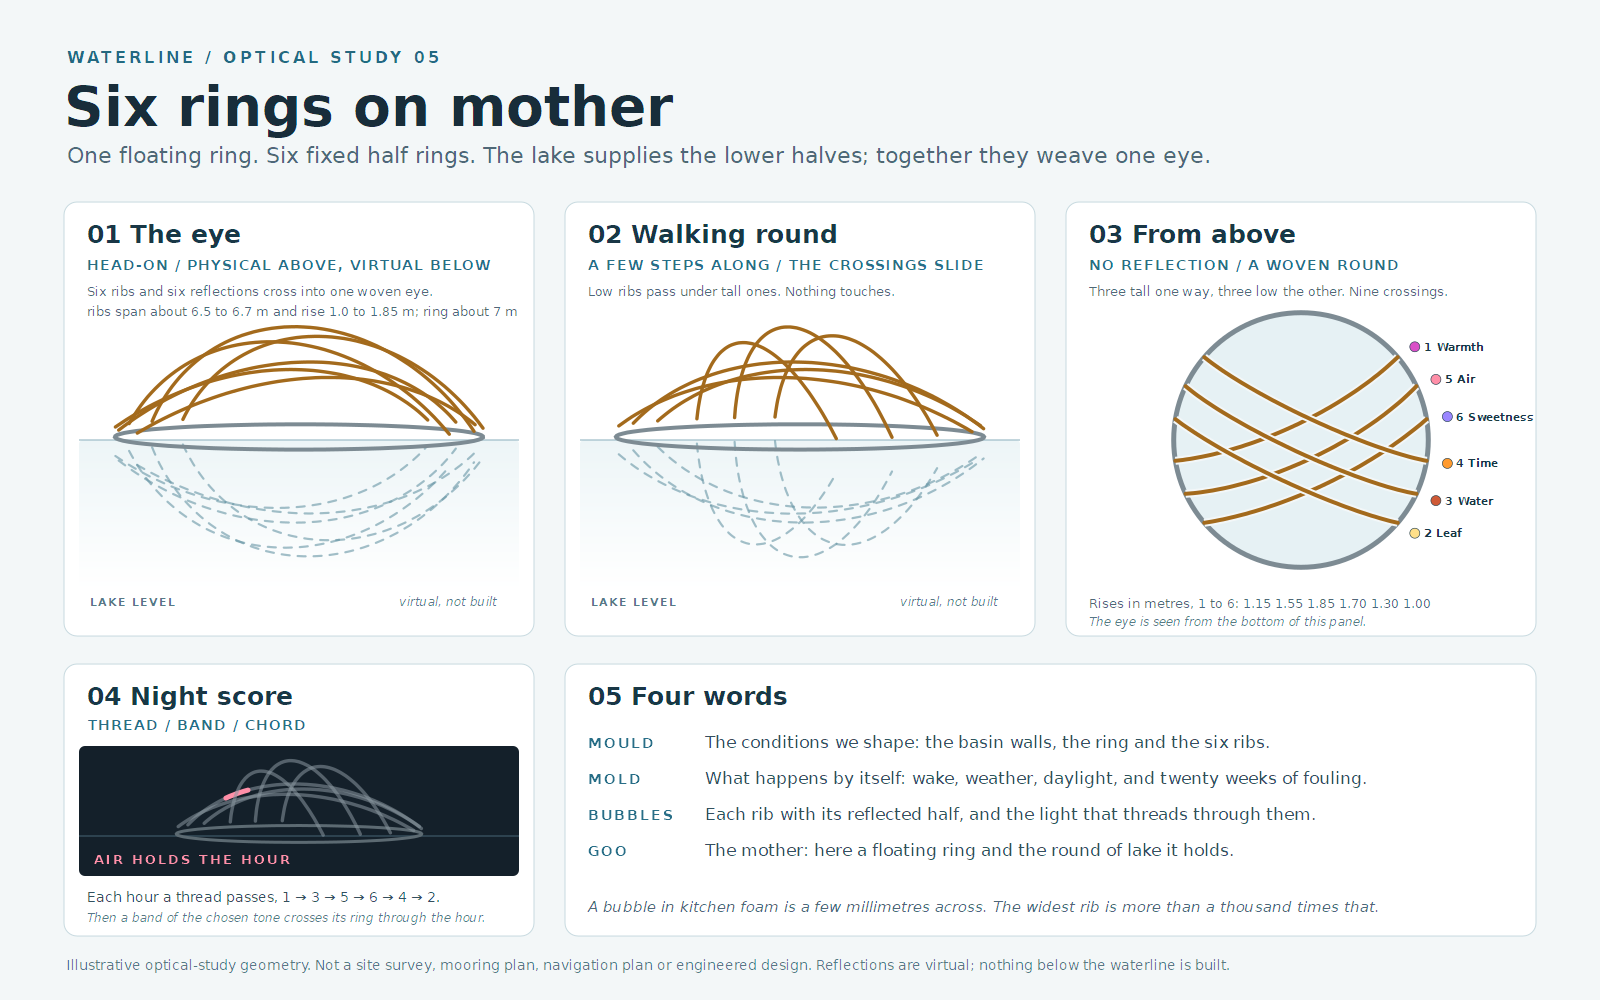 WATERLINE / OPTICAL STUDY 05
Six rings on mother
One floating ring. Six fixed half rings. The lake supplies the lower halves; together they weave one eye.
01 The eye
HEAD-ON / PHYSICAL ABOVE, VIRTUAL BELOW
Six ribs and six reflections cross into one woven eye.
ribs span about 6.5 to 6.7 m and rise 1.0 to 1.85 m; ring about 7 m
LAKE LEVEL
virtual, not built
02 Walking round
A FEW STEPS ALONG / THE CROSSINGS SLIDE
Low ribs pass under tall ones. Nothing touches.
LAKE LEVEL
virtual, not built
03 From above
NO REFLECTION / A WOVEN ROUND
Three tall one way, three low the other. Nine crossings.
1 Warmth
5 Air
6 Sweetness
4 Time
3 Water
2 Leaf
Rises in metres, 1 to 6: 1.15 1.55 1.85 1.70 1.30 1.00
The eye is seen from the bottom of this panel.
04 Night score
THREAD / BAND / CHORD
AIR HOLDS THE HOUR
Each hour a thread passes, 1 → 3 → 5 → 6 → 4 → 2.
Then a band of the chosen tone crosses its ring through the hour.
05 Four words
MOULD The conditions we shape: the basin walls, the ring and the six ribs.
MOLD What happens by itself: wake, weather, daylight, and twenty weeks of fouling.
BUBBLES Each rib with its reflected half, and the light that threads through them.
GOO The mother: here a floating ring and the round of lake it holds.
A bubble in kitchen foam is a few millimetres across. The widest rib is more than a thousand times that.
Illustrative optical-study geometry. Not a site survey, mooring plan, navigation plan or engineered design. Reflections are virtual; nothing below the waterline is built.